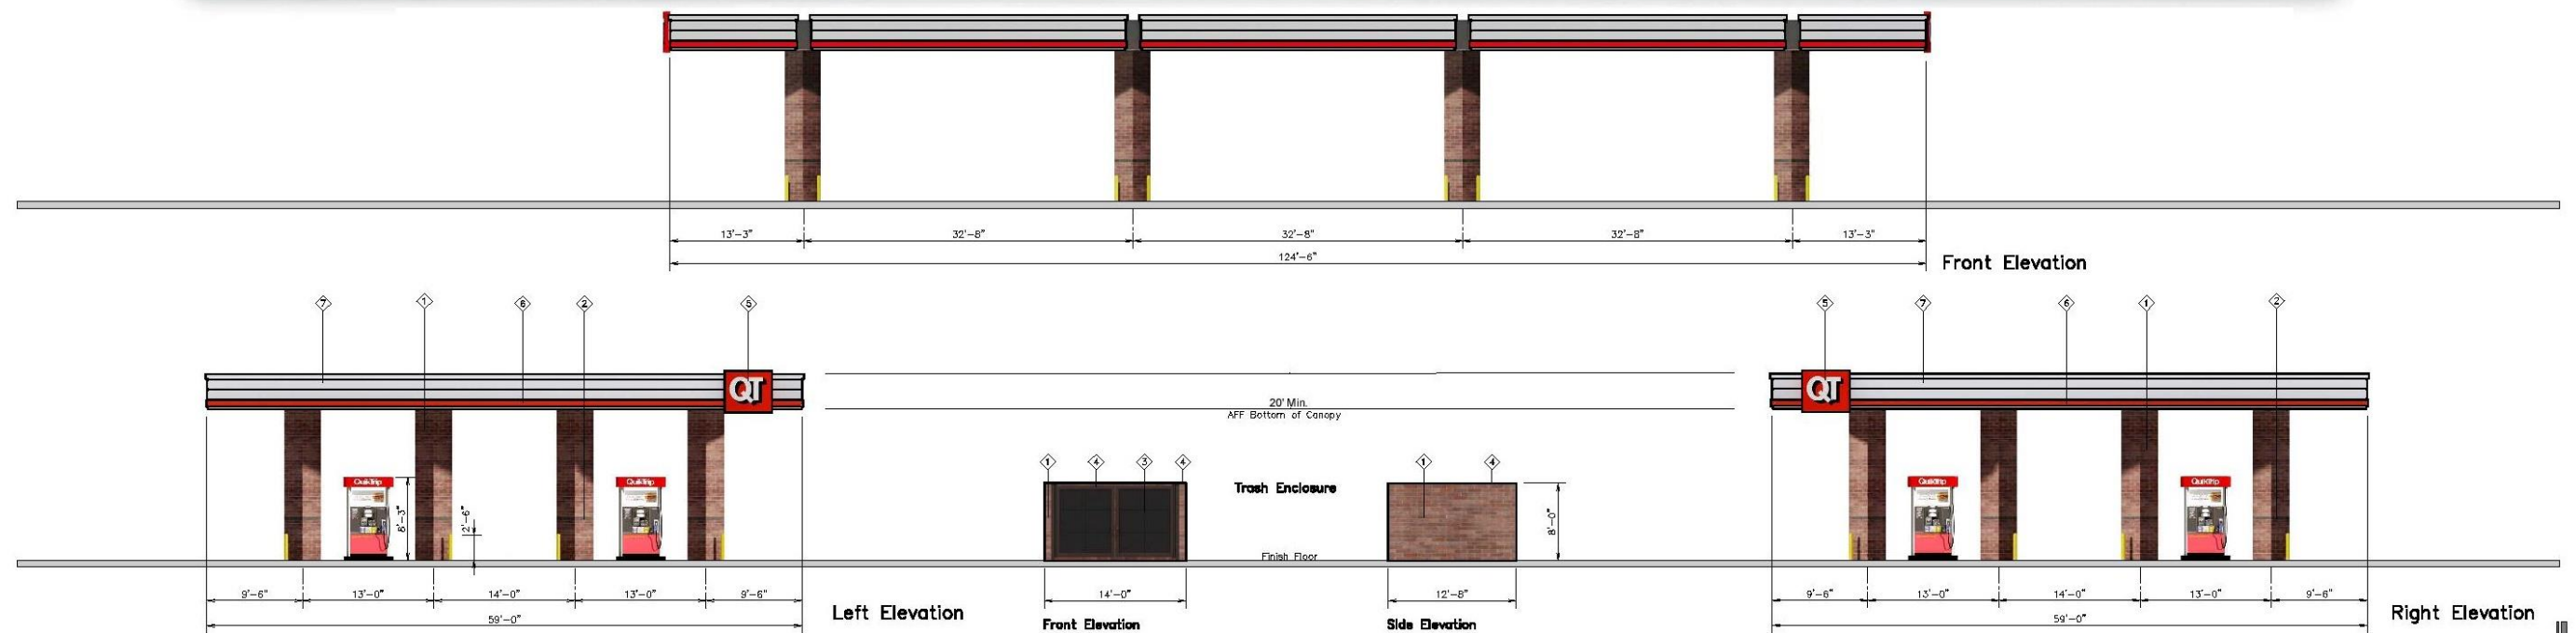 13'-3" 32'-8" 32'-8" 32'-8" 13'-3"
124'-6"
Front Elevation
7 1 6 2 5
5 7 6 1 2
QT
QT
20' Min.
AFF Bottom of Canopy
1 4 3 4
Trash Enclosure
1 4
QuikTrip
QuikTrip
QuikTrip
QuikTrip
8'-3"
2'-6"
8'-0"
Finish Floor
9'-6" 13'-0" 14'-0" 13'-0" 9'-6"
59'-0"
Left Elevation
14'-0"
Front Elevation
12'-8"
Side Elevation
9'-6" 13'-0" 14'-0" 13'-0" 9'-6"
59'-0"
Right Elevation